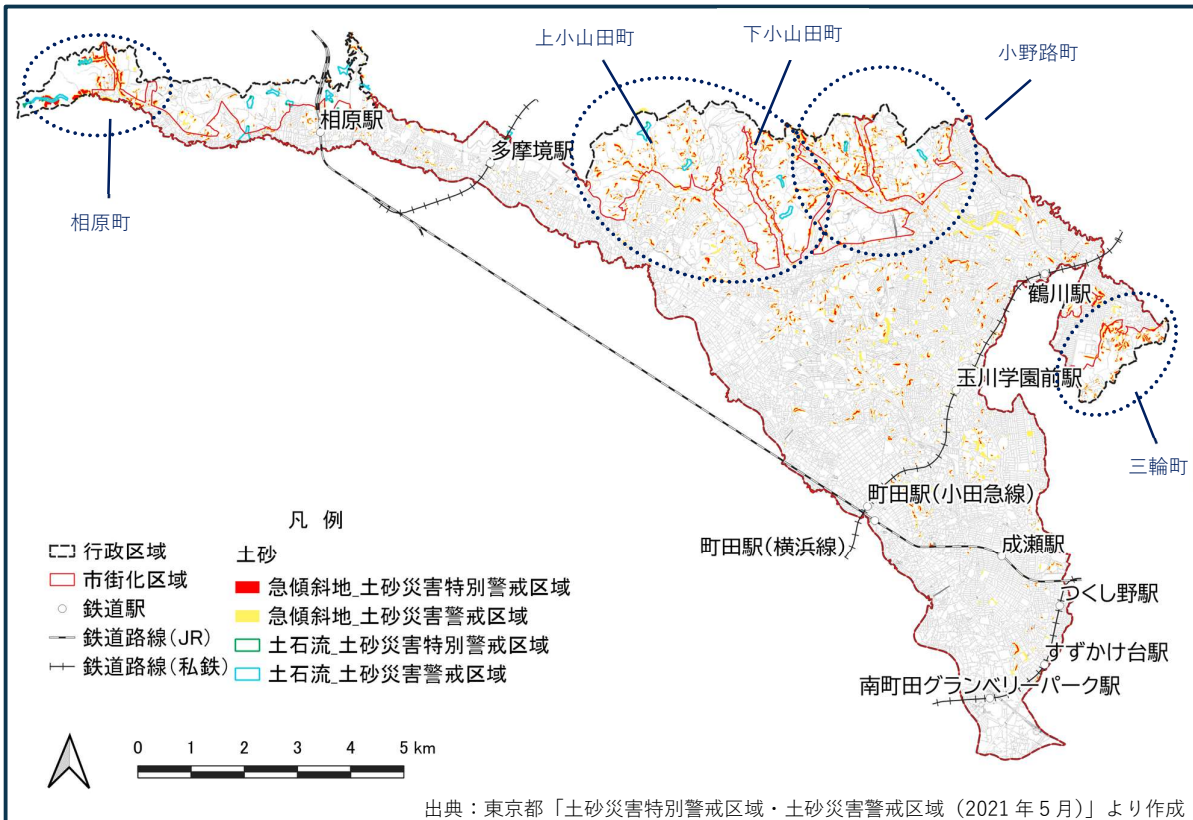 上小山田町
下小山田町
小野路町
相原駅
多摩境駅
相原町
鶴川駅
玉川学園前駅
三輪町
町田駅(小田急線)
町田駅(横浜線)
成瀬駅
つくし野駅
すずかけ台駅
南町田グランベリーパーク駅
凡 例
行政区域
市街化区域
鉄道駅
鉄道路線(JR)
鉄道路線(私鉄)
土砂
急傾斜地_土砂災害特別警戒区域
急傾斜地_土砂災害警戒区域
土石流_土砂災害特別警戒区域
土石流_土砂災害警戒区域
0 1 2 3 4 5 km
出典:東京都「土砂災害特別警戒区域・土砂災害警戒区域(2021 年 5 月)」より作成